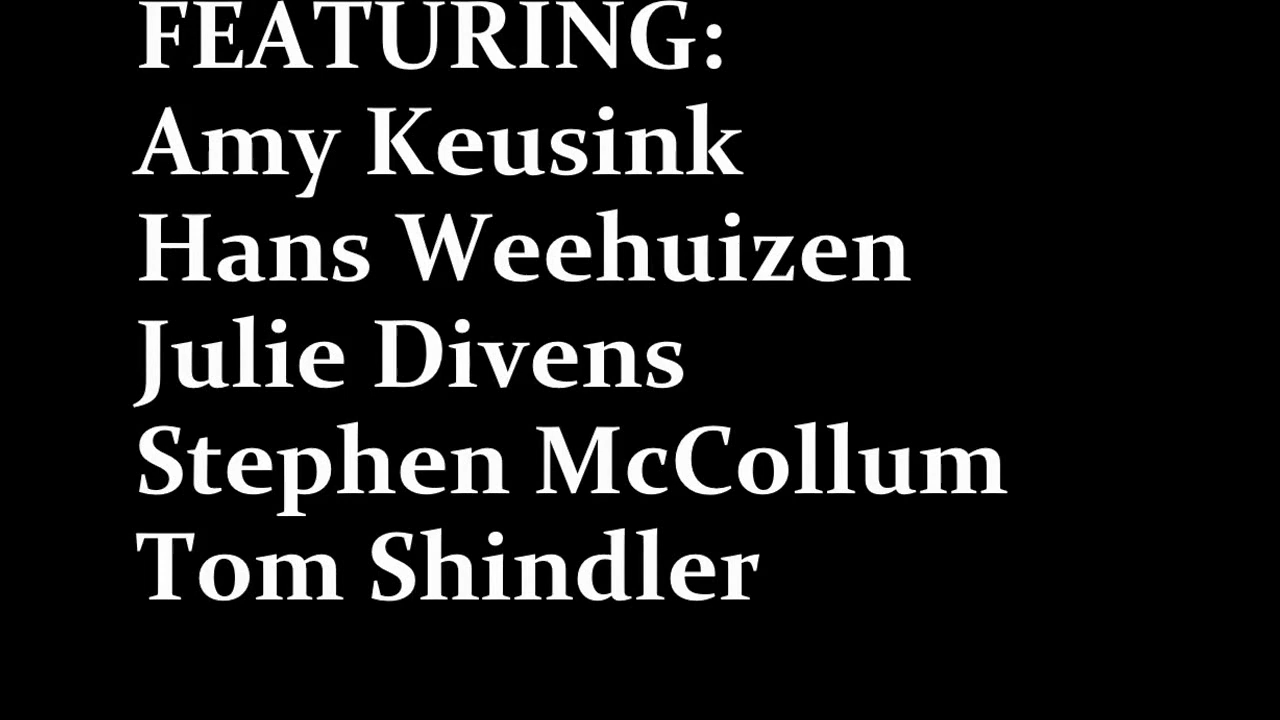 FEATURING:
Amy Keusink
Hans Weehuizen
Julie Divens
Stephen McCollum
Tom Shindler